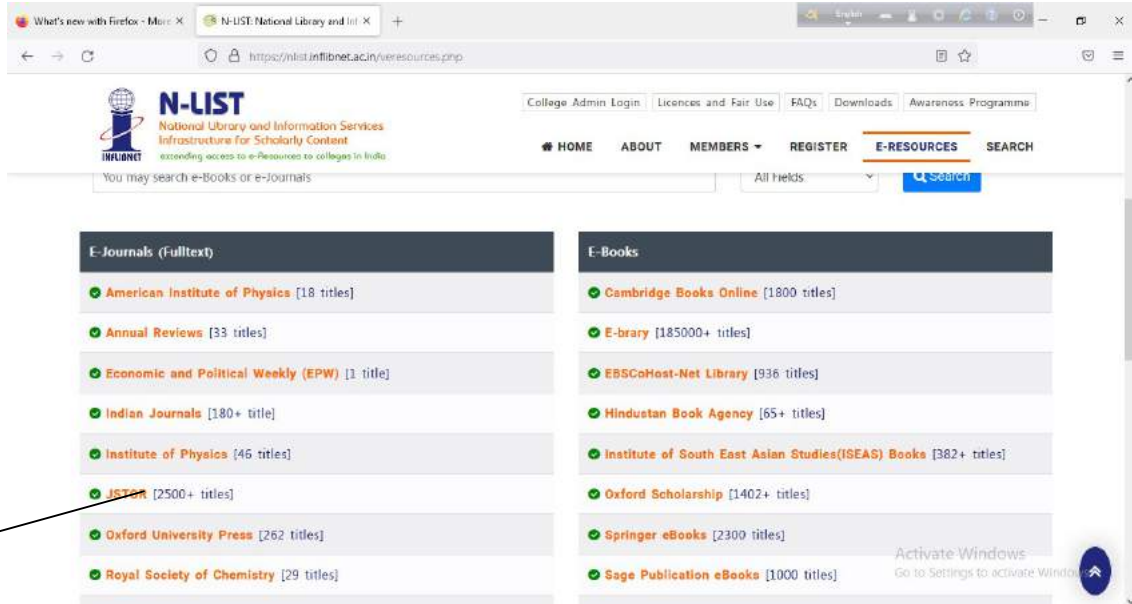 What's new with Firefox - More
N-LIST: National Library and Inf
English
https://nlist.inflibnet.ac.in/veresources.php
INFLIBNET
N-LIST
National Library and Information Services
Infrastructure for Scholarly Content
extending access to e-Resources to colleges in India
College Admin Login
Licences and Fair Use
FAQs
Downloads
Awareness Programme
HOME
ABOUT
MEMBERS
REGISTER
E-RESOURCES
SEARCH
You may search e-Books or e-Journals
All Fields
Search
E-Journals (Fulltext)
American Institute of Physics [18 titles]
Annual Reviews [33 titles]
Economic and Political Weekly (EPW) [1 title]
Indian Journals [180+ title]
Institute of Physics [46 titles]
JSTOR [2500+ titles]
Oxford University Press [262 titles]
Royal Society of Chemistry [29 titles]
E-Books
Cambridge Books Online [1800 titles]
E-brary [185000+ titles]
EBSCoHost-Net Library [936 titles]
Hindustan Book Agency [65+ titles]
Institute of South East Asian Studies(ISEAS) Books [382+ titles]
Oxford Scholarship [1402+ titles]
Springer eBooks [2300 titles]
Sage Publication eBooks [1000 titles]
Activate Windows
Go to Settings to activate Windows